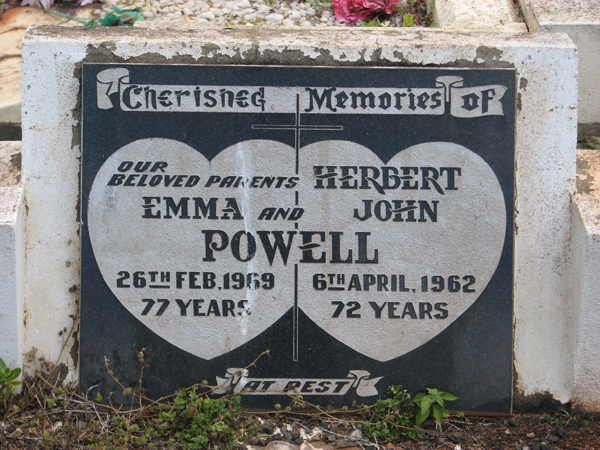 Cherished Memories of
OUR
BELOVED PARENTS
EMMA AND
HERBERT
JOHN
POWELL
26TH FEB, 1969
77 YEARS
6TH APRIL, 1962
72 YEARS
AT REST